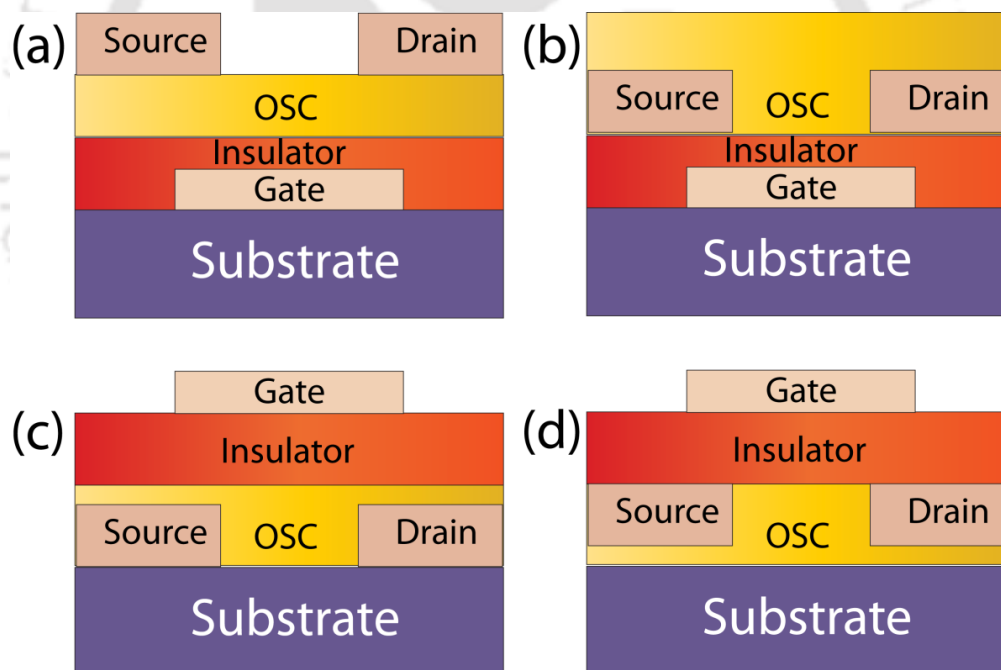 (a)
Source
Drain
OSC
Insulator
Gate
Substrate
(b)
Source
OSC
Drain
Insulator
Gate
Substrate
(c)
Gate
Insulator
Source
OSC
Drain
Substrate
(d)
Gate
Insulator
Source
OSC
Drain
Substrate